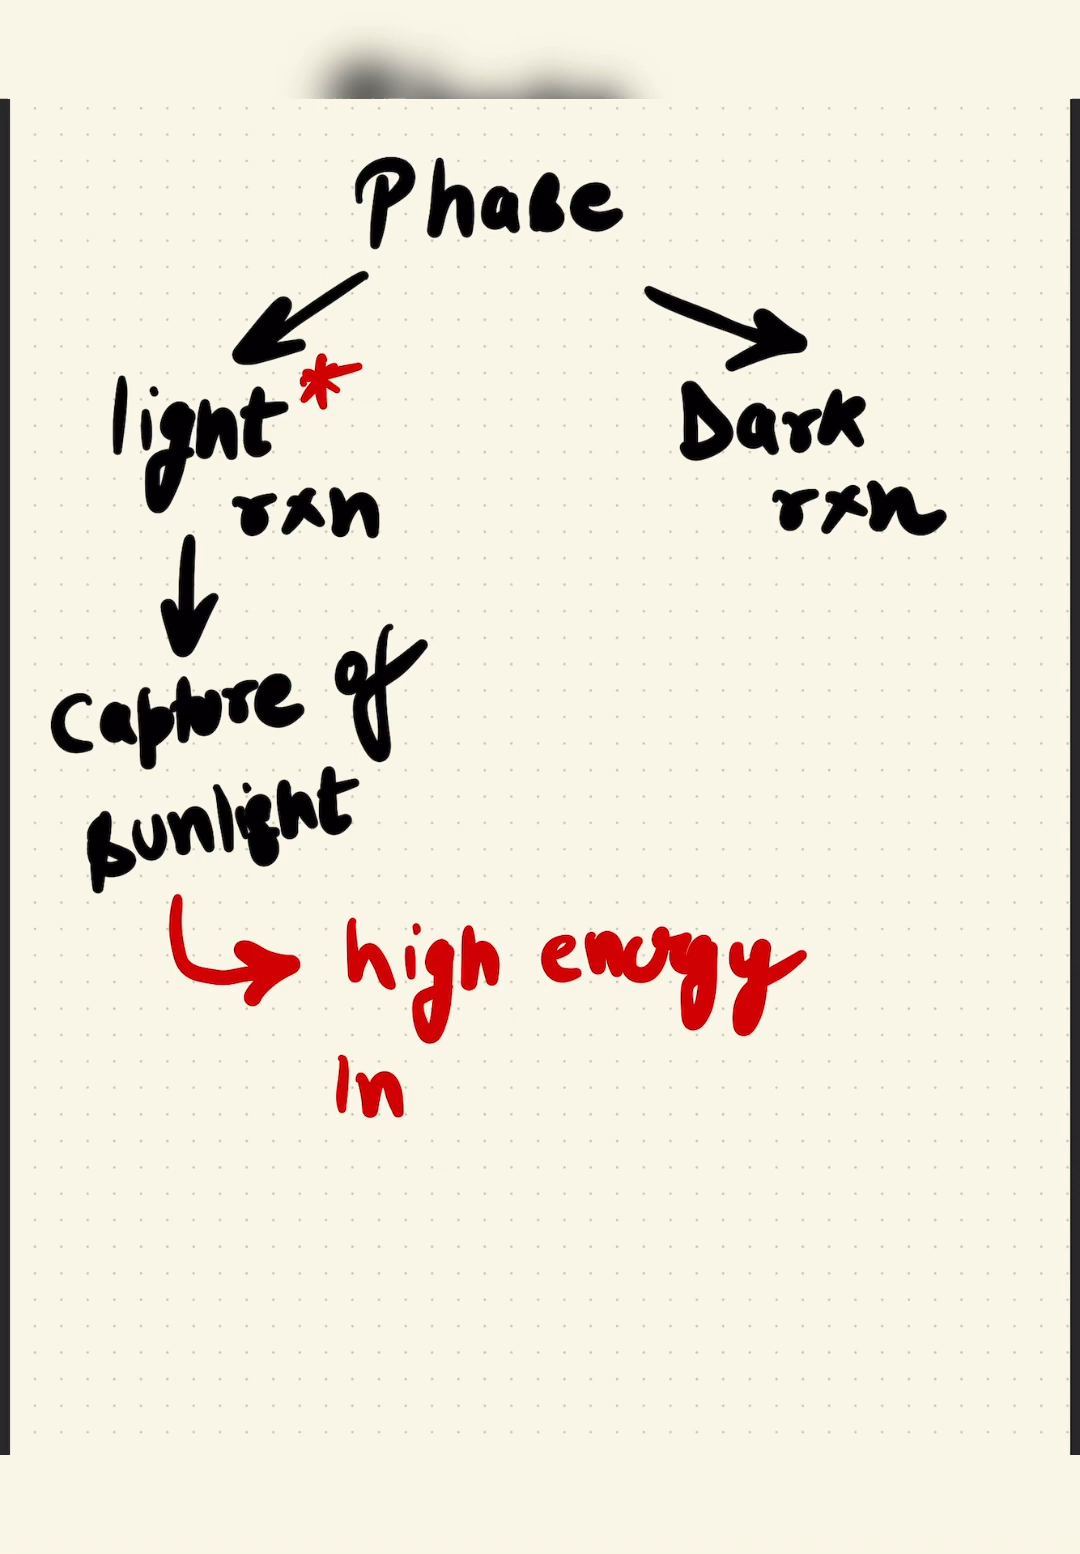 Phase
light* Dark
rxn rxn
Capture of
sunlight
high energy
In